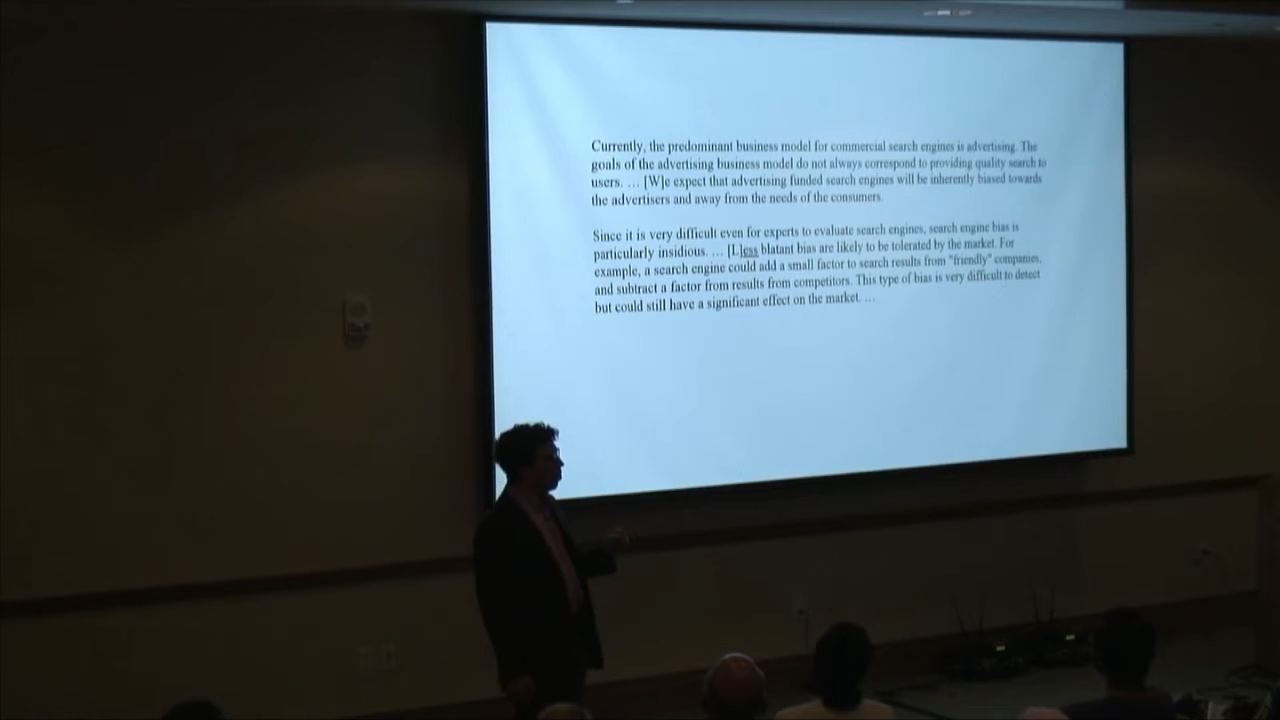 Currently, the predominant business model for commercial search engines is advertising. The
goals of the advertising business model do not always correspond to providing quality search to
users. … [W]e expect that advertising funded search engines will be inherently biased towards
the advertisers and away from the needs of the consumers.
Since it is very difficult even for experts to evaluate search engines, search engine bias is
particularly insidious. … [L]ess blatant bias are likely to be tolerated by the market. For
example, a search engine could add a small factor to search results from "friendly" companies,
and subtract a factor from results from competitors. This type of bias is very difficult to detect
but could still have a significant effect on the market. …